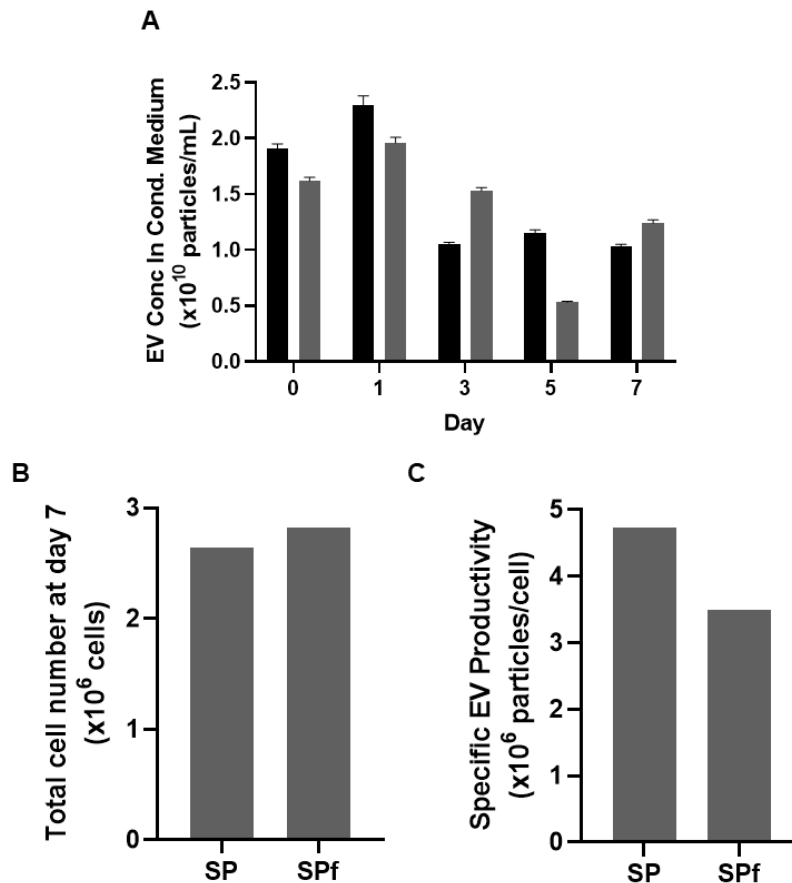 A
EV Conc In Cond. Medium
(x10¹⁰ particles/mL)
2.5
2.0
1.5
1.0
0.5
0.0
0 1 3 5 7
Day
B
Total cell number at day 7
(x10⁶ cells)
3
2
1
0
SP SPf
C
Specific EV Productivity
(x10⁶ particles/cell)
5
4
3
2
1
0
SP SPf